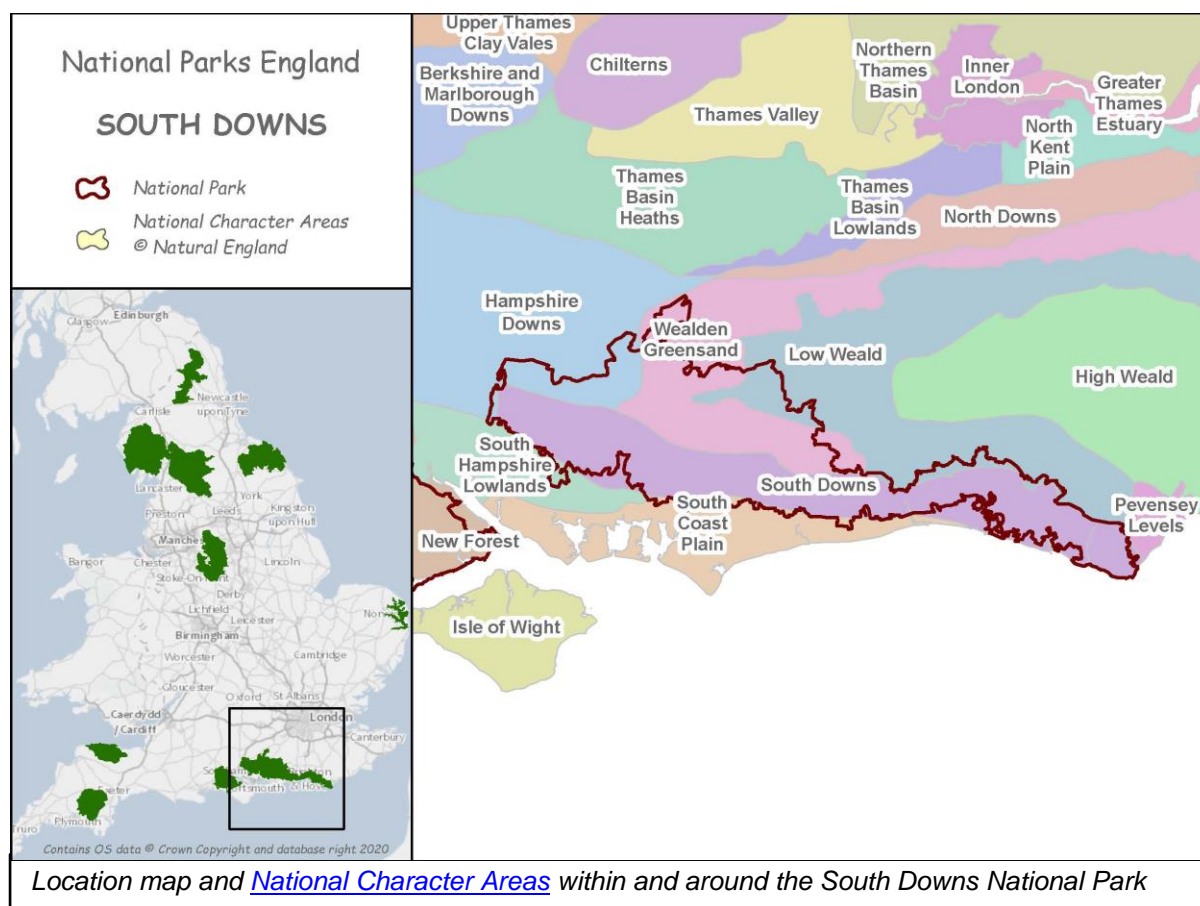 National Parks England
SOUTH DOWNS
National Park
National Character Areas
© Natural England
Edinburgh
Glasgow
Newcastle
upon Tyne
Carlisle
Lancaster
York
Preston
Leeds
Kingston
upon Hull
Manches
Bangor
Chester
Lincoln
Derby
Lichfield
Leicester
Birmingham
Worcester
Cambridge
Gloucester
Oxford
St Albans
Caerdydd
/Cardiff
London
Canterbury
Exeter
Plymouth
Truro
Contains OS data © Crown Copyright and database right 2020
Upper Thames
Clay Vales
Berkshire and
Marlborough
Downs
Chilterns
Thames Valley
Northern
Thames
Basin
Inner
London
Greater
Thames
Estuary
North
Kent
Plain
Thames
Basin
Heaths
Thames
Basin
Lowlands
North Downs
Hampshire
Downs
Wealden
Greensand
Low Weald
High Weald
South
Hampshire
Lowlands
South Downs
South
Coast
Plain
Pevensey
Levels
New Forest
Isle of Wight
Location map and National Character Areas within and around the South Downs National Park